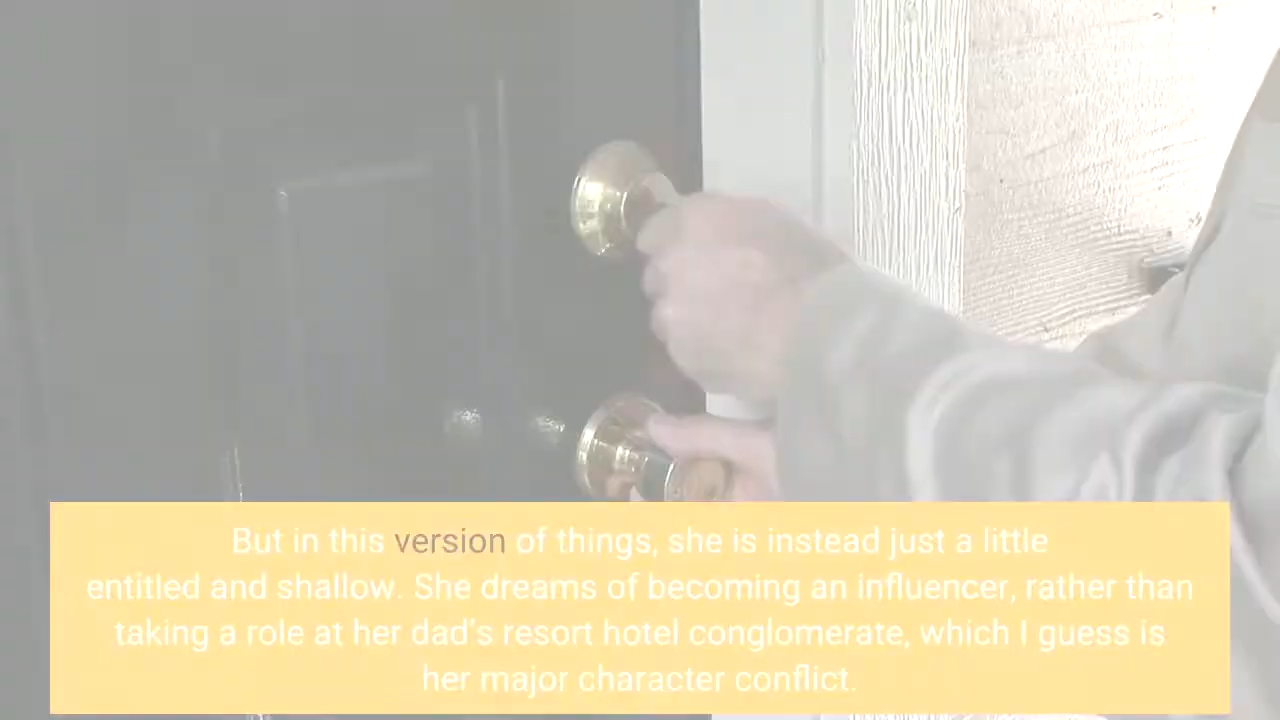 But in this version of things, she is instead just a little
entitled and shallow. She dreams of becoming an influencer, rather than
taking a role at her dad's resort hotel conglomerate, which I guess is
her major character conflict.